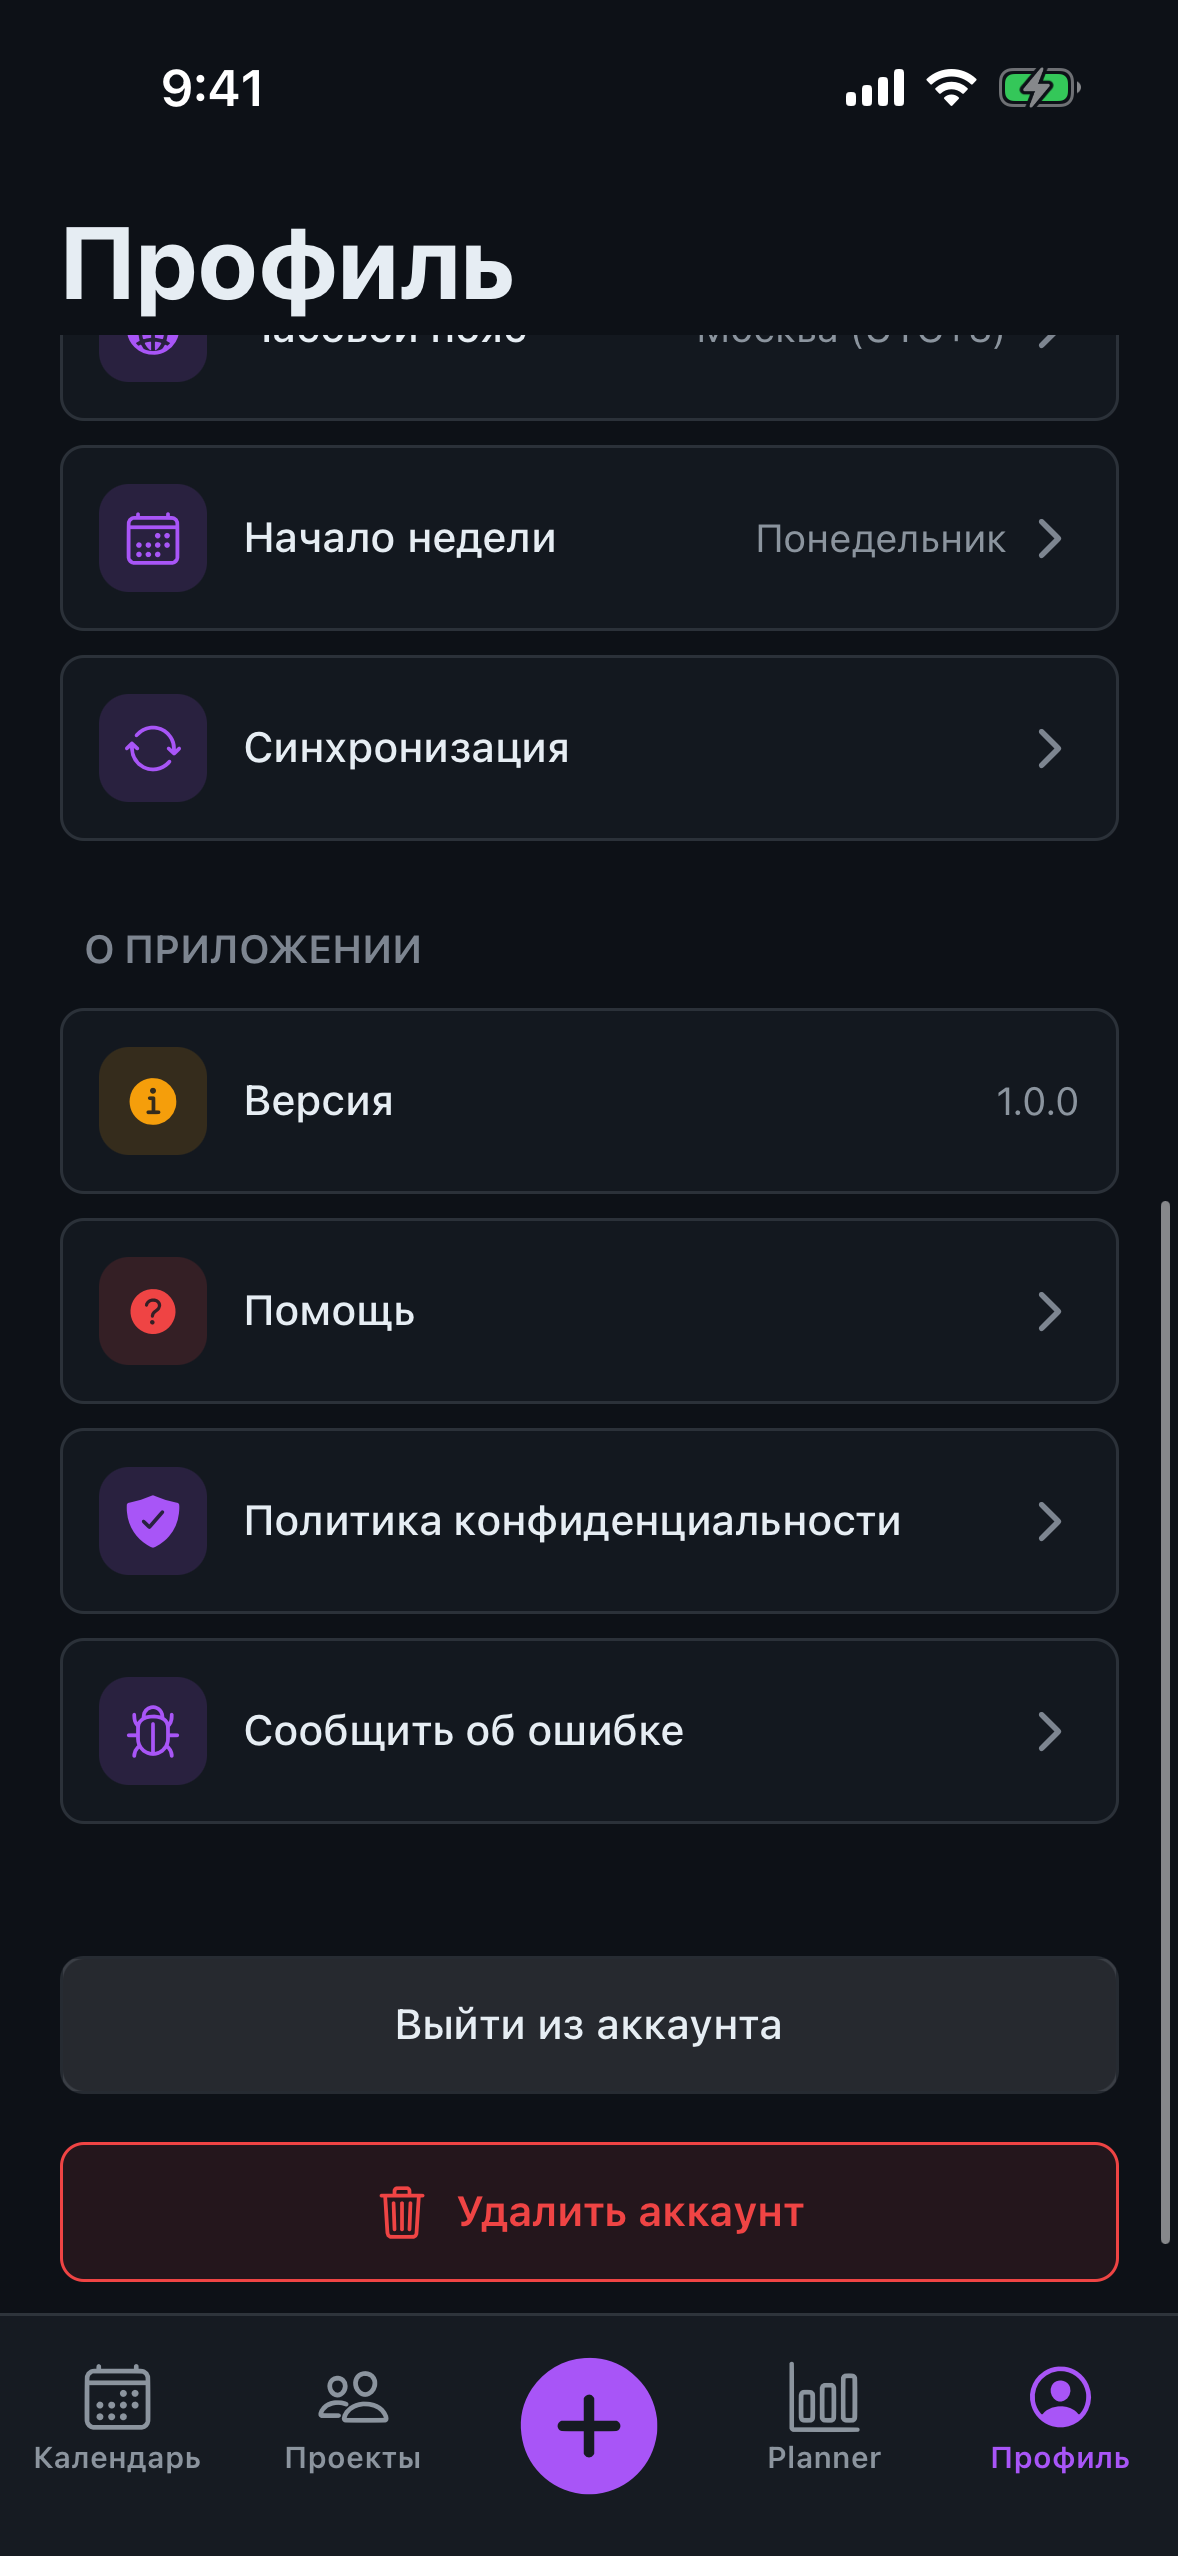 9:41
Профиль
Начало недели
Понедельник
Синхронизация
О ПРИЛОЖЕНИИ
Версия
1.0.0
Помощь
Политика конфиденциальности
Сообщить об ошибке
Выйти из аккаунта
Удалить аккаунт
Календарь
Проекты
Planner
Профиль